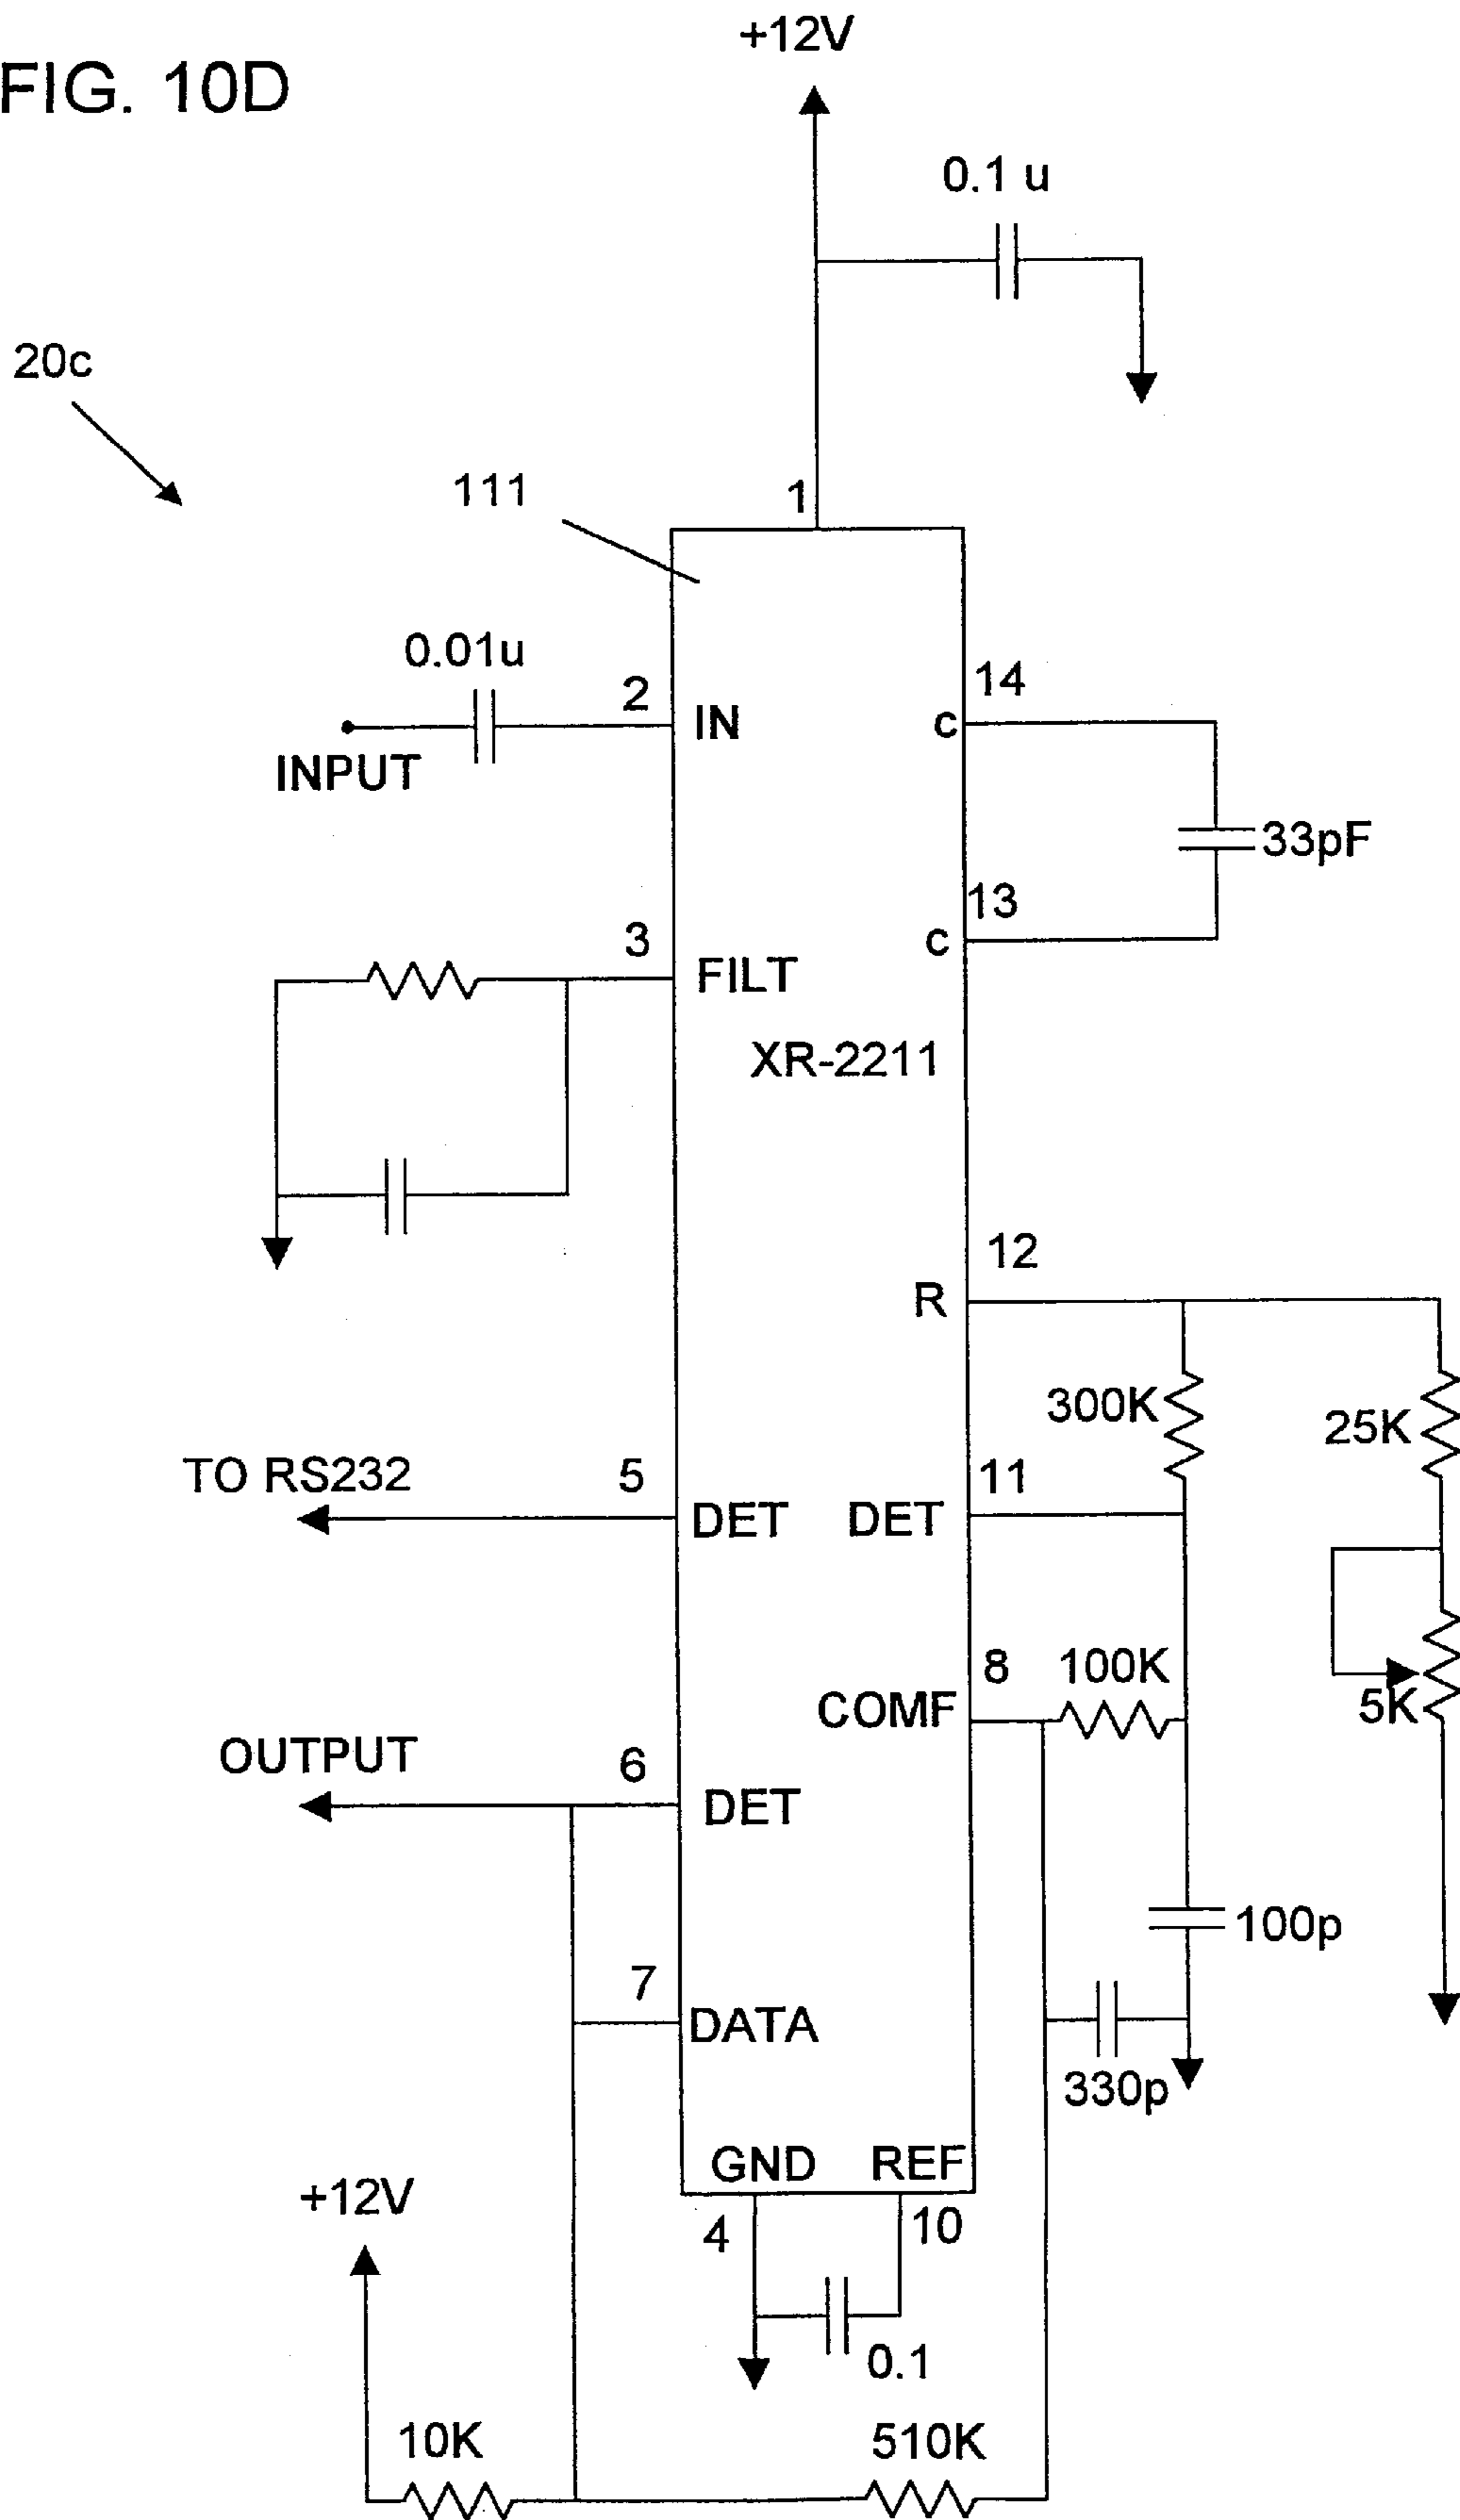 FIG. 10D
+12V
0.1 u
20c
111
1
0.01u
2
IN
14
c
INPUT
33pF
13
c
3
FILT
XR-2211
12
R
300K
25K
TO RS232
5
DET
DET
11
8
100K
COMF
5K
OUTPUT
6
DET
100p
7
DATA
330p
GND
REF
+12V
4
10
0.1
10K
510K